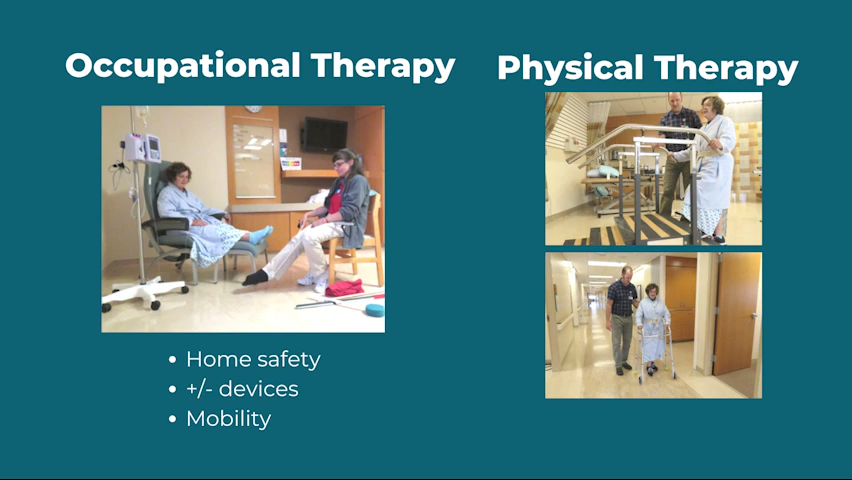 Occupational Therapy
Physical Therapy
• Home safety
• +/- devices
• Mobility